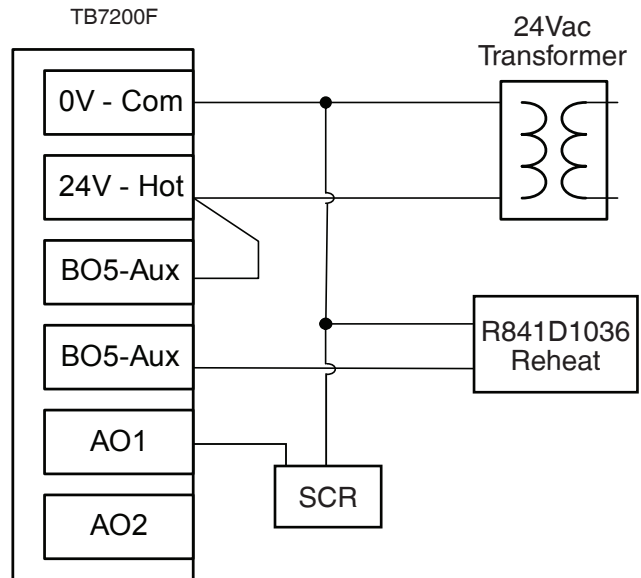 TB7200F
24Vac
Transformer
0V - Com
24V - Hot
BO5-Aux
BO5-Aux
R841D1036
Reheat
AO1
SCR
AO2